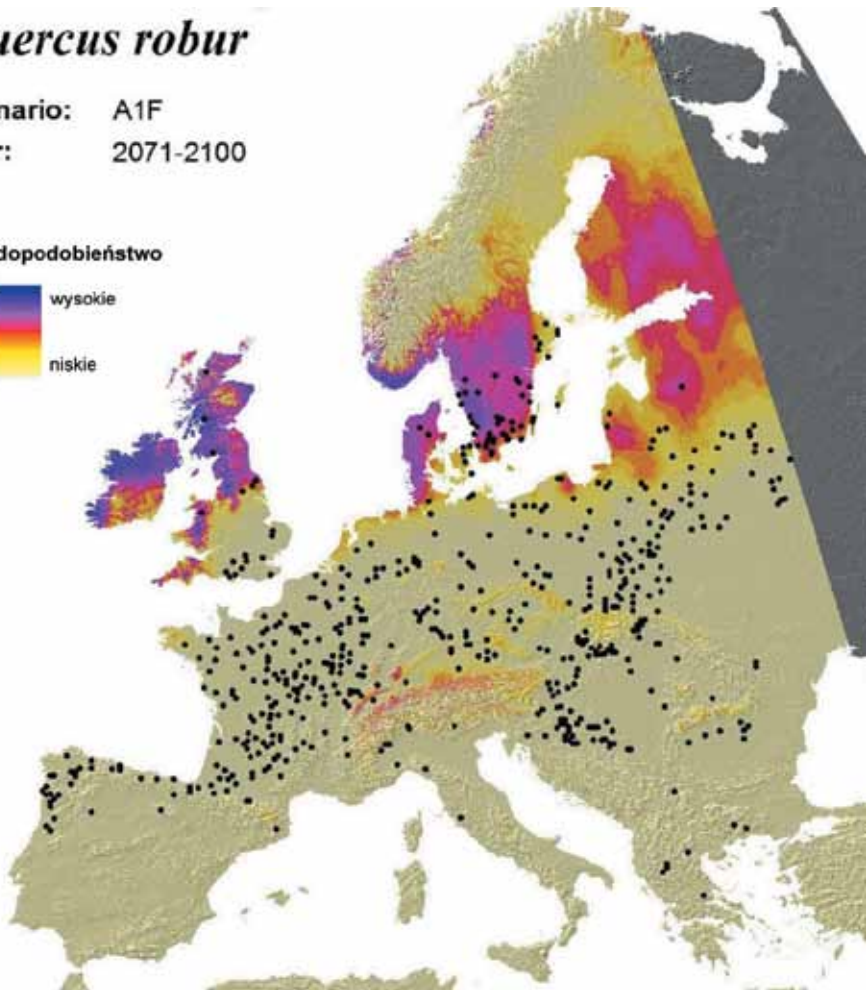 uercus robur
nario: A1F
r: 2071-2100
dopodobieństwo
wysokie
niskie